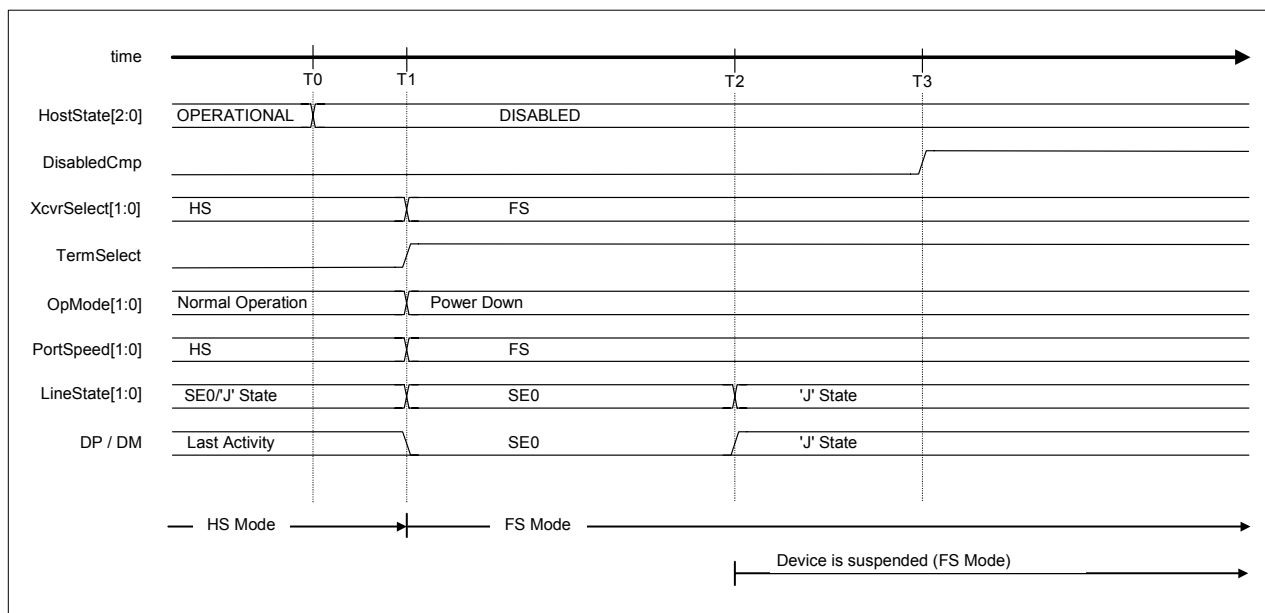 time
T0 T1 T2 T3
HostState[2:0] OPERATIONAL DISABLED
DisabledCmp
XcvrSelect[1:0] HS FS
TermSelect
OpMode[1:0] Normal Operation Power Down
PortSpeed[1:0] HS FS
LineState[1:0] SE0/'J' State SE0 'J' State
DP / DM Last Activity SE0 'J' State
HS Mode FS Mode
Device is suspended (FS Mode)